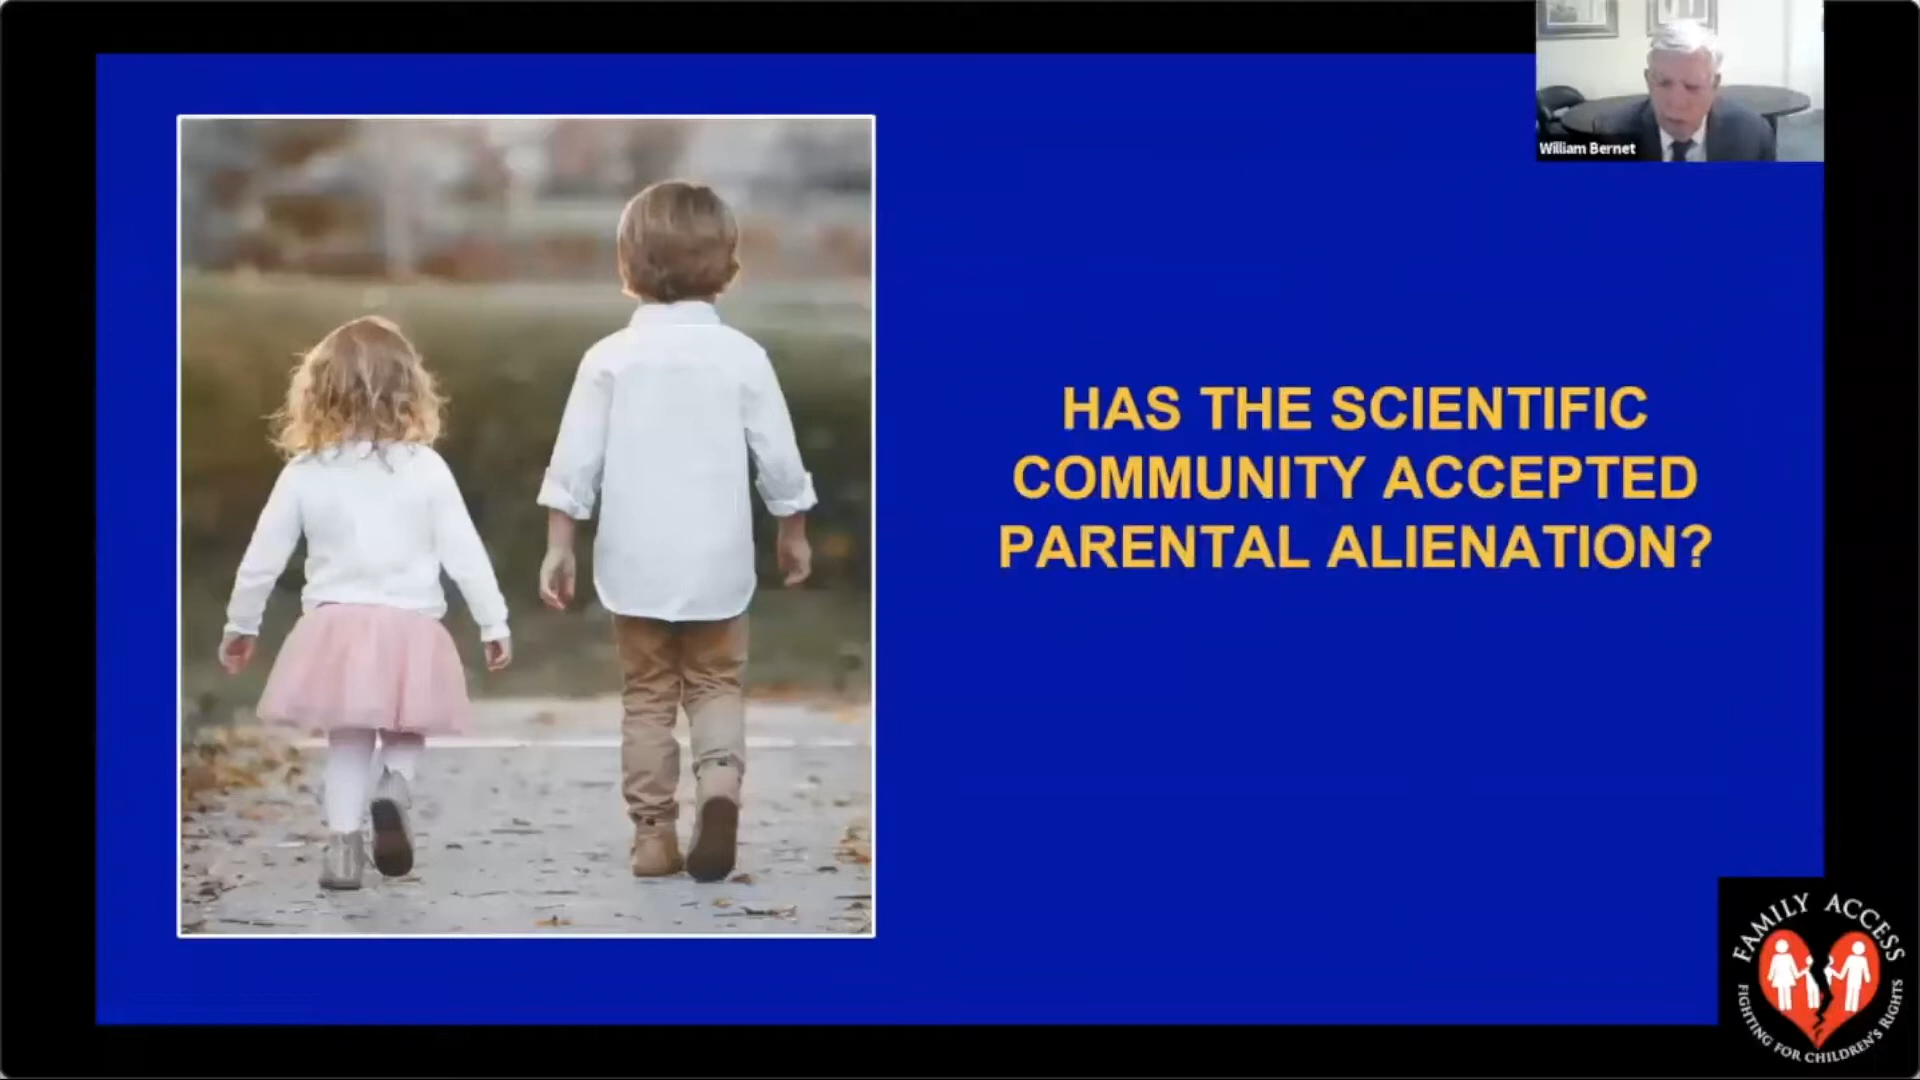 William Bernet
HAS THE SCIENTIFIC
COMMUNITY ACCEPTED
PARENTAL ALIENATION?
FAMILY ACCESS
FIGHTING FOR CHILDREN'S RIGHTS